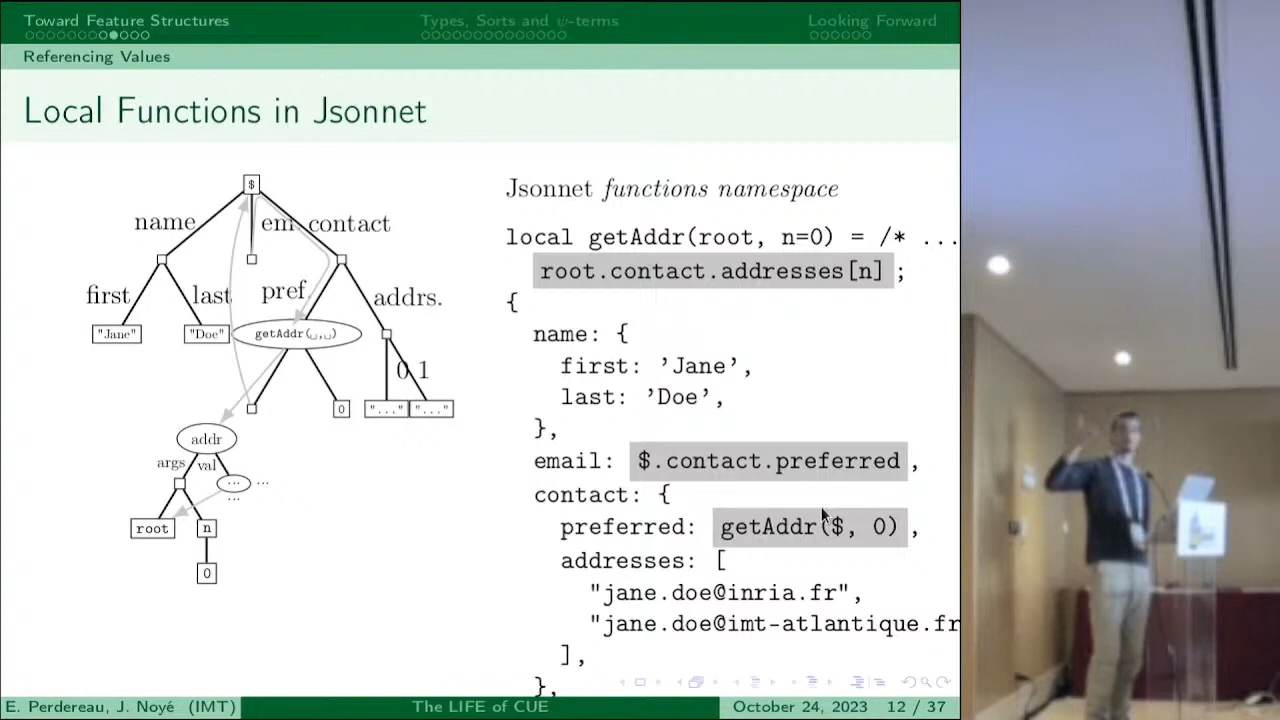 Toward Feature Structures
Types, Sorts and ψ-terms
Looking Forward
Referencing Values
Local Functions in Jsonnet
$
name
em
contact
first
last
pref
addrs.
"Jane"
"Doe"
getAddr(␣,␣)
0
1
0
"..."
"..."
addr
args
val
...
...
...
root
n
0
Jsonnet functions namespace
local getAddr(root, n=0) = /* ...
root.contact.addresses[n] ;
{
name: {
first: ’Jane’,
last: ’Doe’,
},
email: $.contact.preferred ,
contact: {
preferred: getAddr($, 0) ,
addresses: [
"jane.doe@inria.fr",
"jane.doe@imt-atlantique.fr
],
},
E. Perdereau, J. Noyé (IMT)
The LIFE of CUE
October 24, 2023
12 / 37